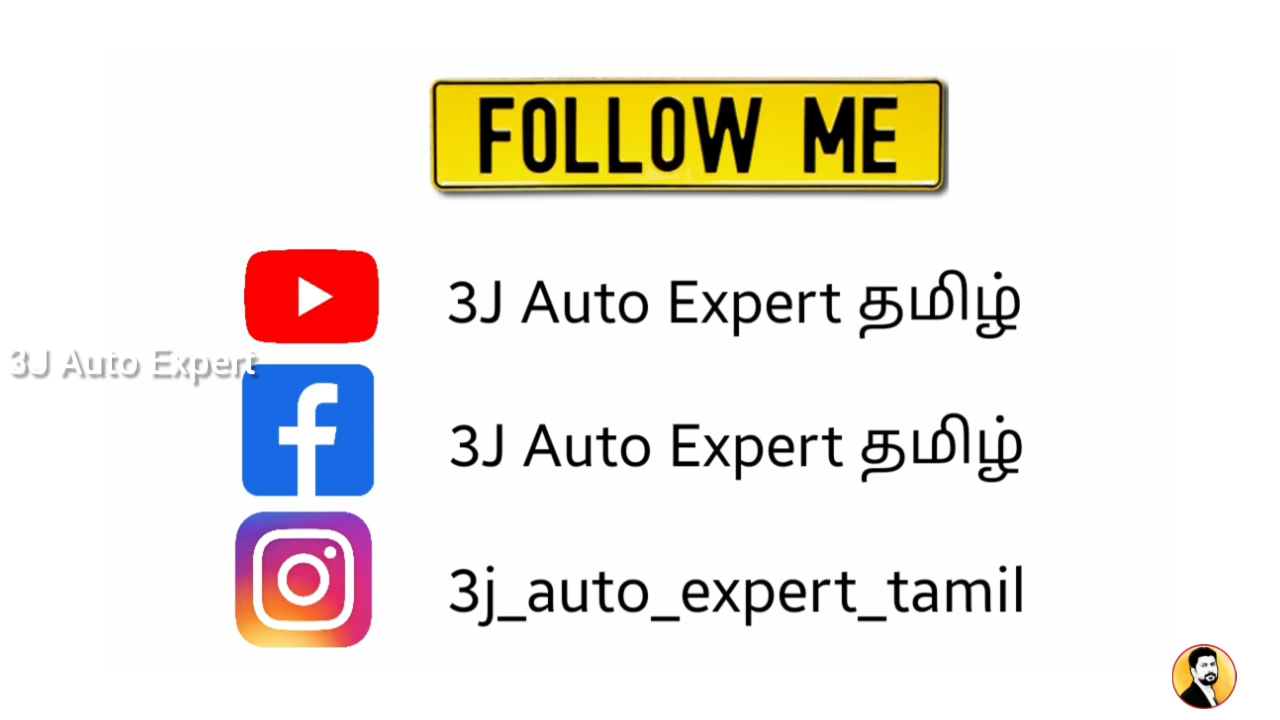 FOLLOW ME
3J Auto Expert தமிழ்
3J Auto Expert
3J Auto Expert தமிழ்
3j_auto_expert_tamil